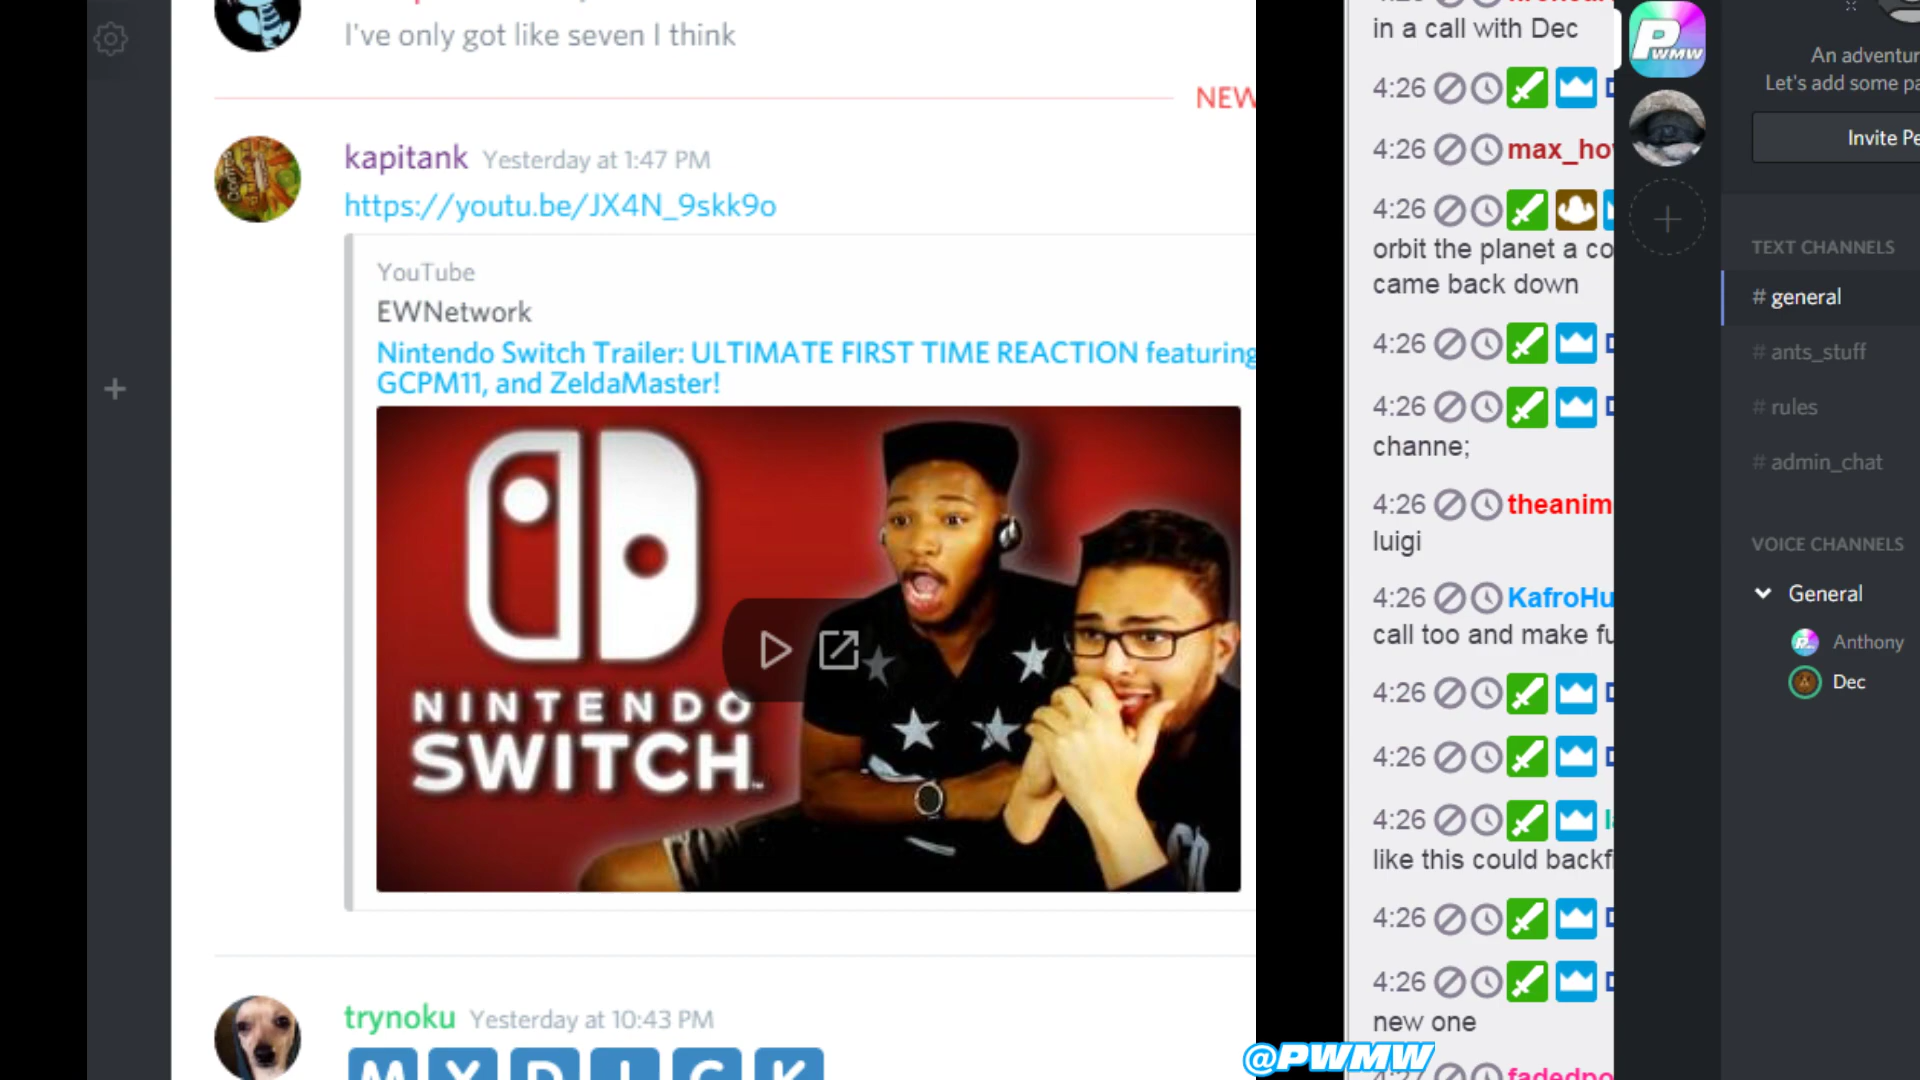 I've only got like seven I think
NEW
kapitank Yesterday at 1:47 PM
https://youtu.be/JX4N_9skk9o
YouTube
EWNetwork
Nintendo Switch Trailer: ULTIMATE FIRST TIME REACTION featuring
GCPM11, and ZeldaMaster!
NINTENDO
SWITCH
TM
trynoku Yesterday at 10:43 PM
M Y D I C K
in a call with Dec
4:26
4:26 max_ho
4:26
orbit the planet a co
came back down
4:26
4:26
channe;
4:26 theanim
luigi
4:26 KafroHu
call too and make fu
4:26
4:26
4:26
like this could backf
4:26
4:26
new one
4:27 fadedpo
@PWMW
PWMW
An adventur
Let's add some pa
Invite Pe
TEXT CHANNELS
# general
# ants_stuff
# rules
# admin_chat
VOICE CHANNELS
General
Anthony
Dec